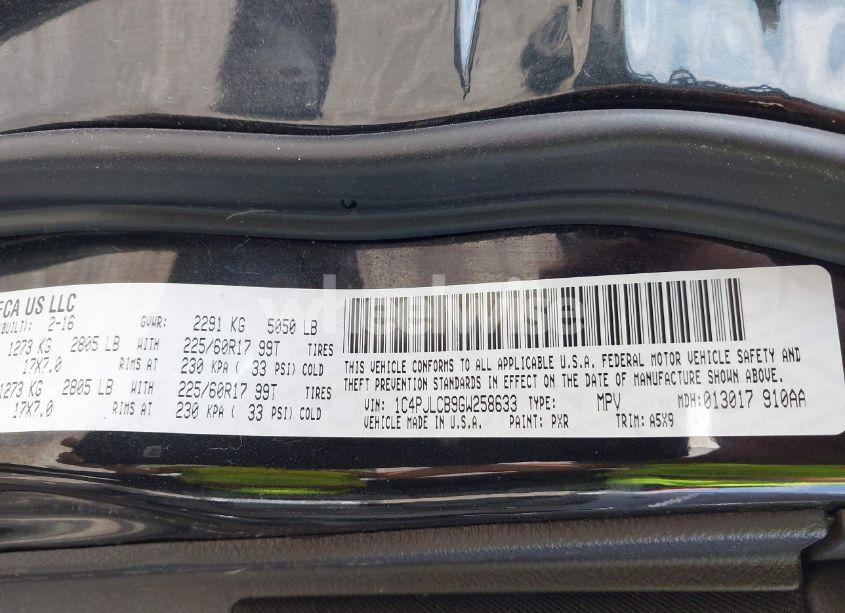 FCA US LLC
BUILT): 2-16 GVWR: 2291 KG 5050 LB
1273 KG 2805 LB WITH 225/60R17 99T TIRES
17X7.0 RIMS AT 230 KPA ( 33 PSI) COLD
1273 KG 2805 LB WITH 225/60R17 99T TIRES
17X7.0 RIMS AT 230 KPA ( 33 PSI) COLD
THIS VEHICLE CONFORMS TO ALL APPLICABLE U.S.A. FEDERAL MOTOR VEHICLE SAFETY AND
THEFT PREVENTION STANDARDS IN EFFECT ON THE DATE OF MANUFACTURE SHOWN ABOVE.
VIN: 1C4PJLCB9GW258633 TYPE: MPV MDH: 013017 910AA
VEHICLE MADE IN U.S.A. PAINT: PXR TRIM: A5X9
wheelwise